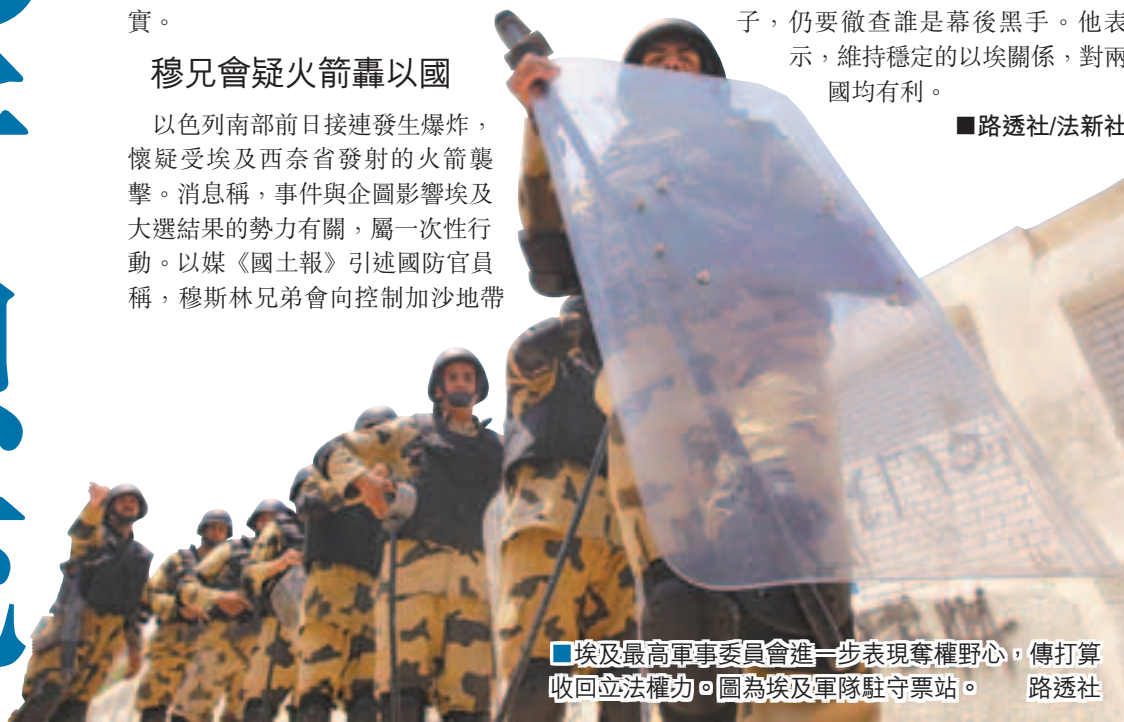 實。
穆兄會疑火箭轟以國
以色列南部前日接連發生爆炸，
懷疑受埃及西奈省發射的火箭襲
擊。消息稱，事件與企圖影響埃及
大選結果的勢力有關，屬一次性行
動。以媒《國土報》引述國防官員
稱，穆斯林兄弟會向控制加沙地帶
子，仍要徹查誰是幕後黑手。他表
示，維持穩定的以埃關係，對兩
國均有利。
■路透社/法新社
■埃及最高軍事委員會進一步表現奪權野心，傳打算
收回立法權力。圖為埃及軍隊駐守票站。 路透社